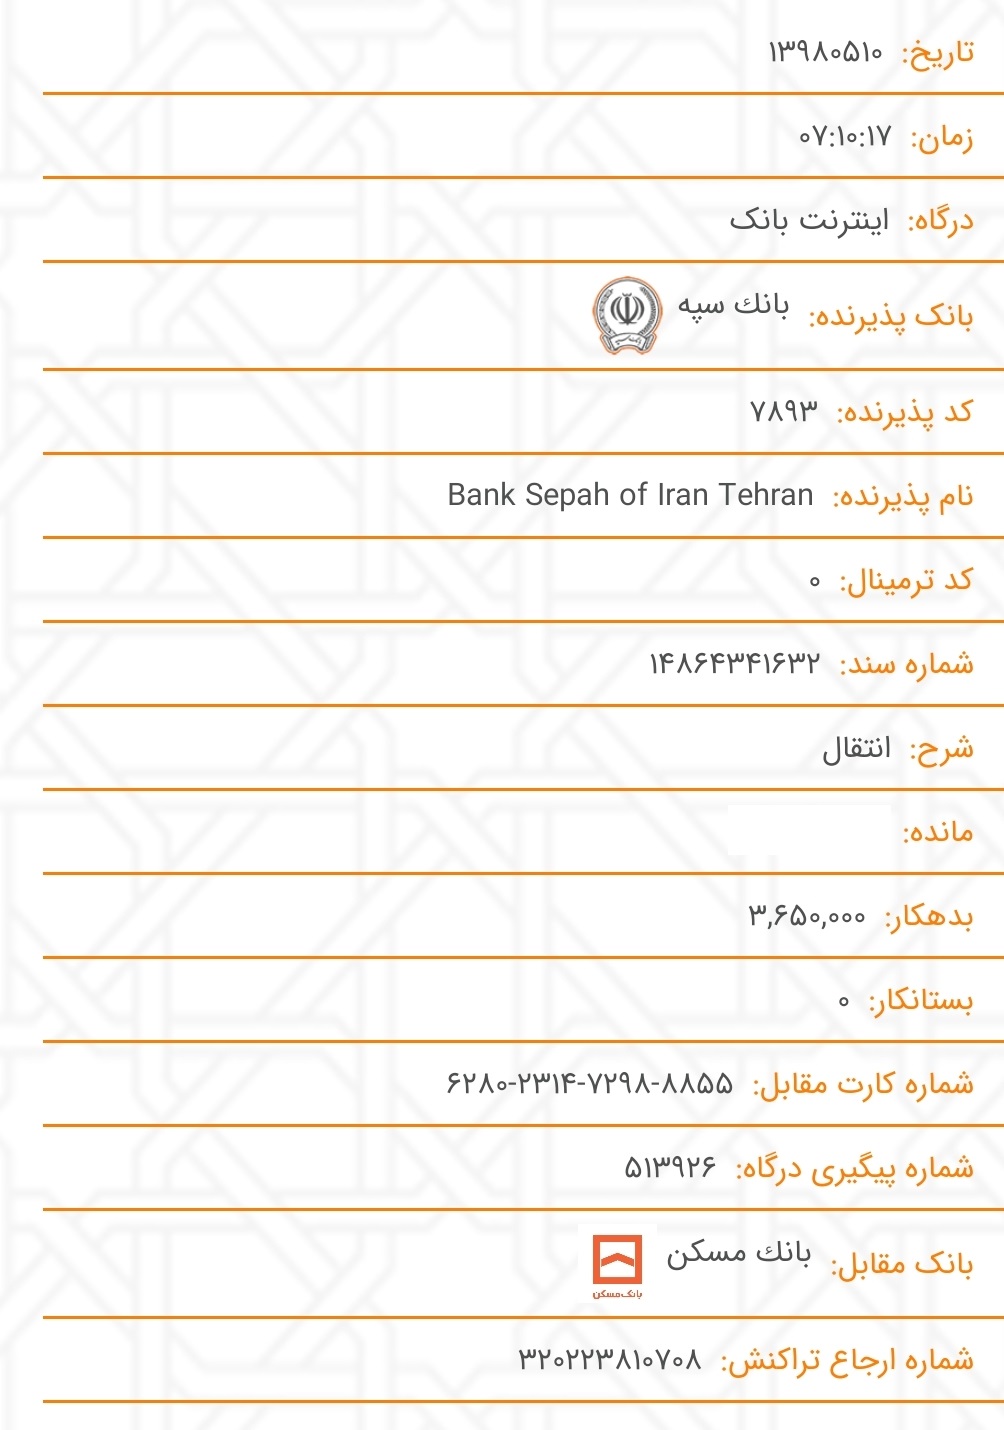 تاریخ: ۱۳۹۸۰۵۱۰
زمان: ۰۷:۱۰:۱۷
درگاه: اینترنت بانک
بانک پذیرنده: بانك سپه
کد پذیرنده: ۷۸۹۳
نام پذیرنده: Bank Sepah of Iran Tehran
کد ترمینال: ۰
شماره سند: ۱۴۸۶۴۳۴۱۶۳۲
شرح: انتقال
مانده:
بدهکار: ۳,۶۵۰,۰۰۰
بستانکار: ۰
شماره کارت مقابل: ۶۲۸۰-۲۳۱۴-۷۲۹۸-۸۸۵۵
شماره پیگیری درگاه: ۵۱۳۹۲۶
بانک مقابل: بانك مسکن
بانک‌مسکن
شماره ارجاع تراکنش: ۳۲۰۲۲۳۸۱۰۷۰۸